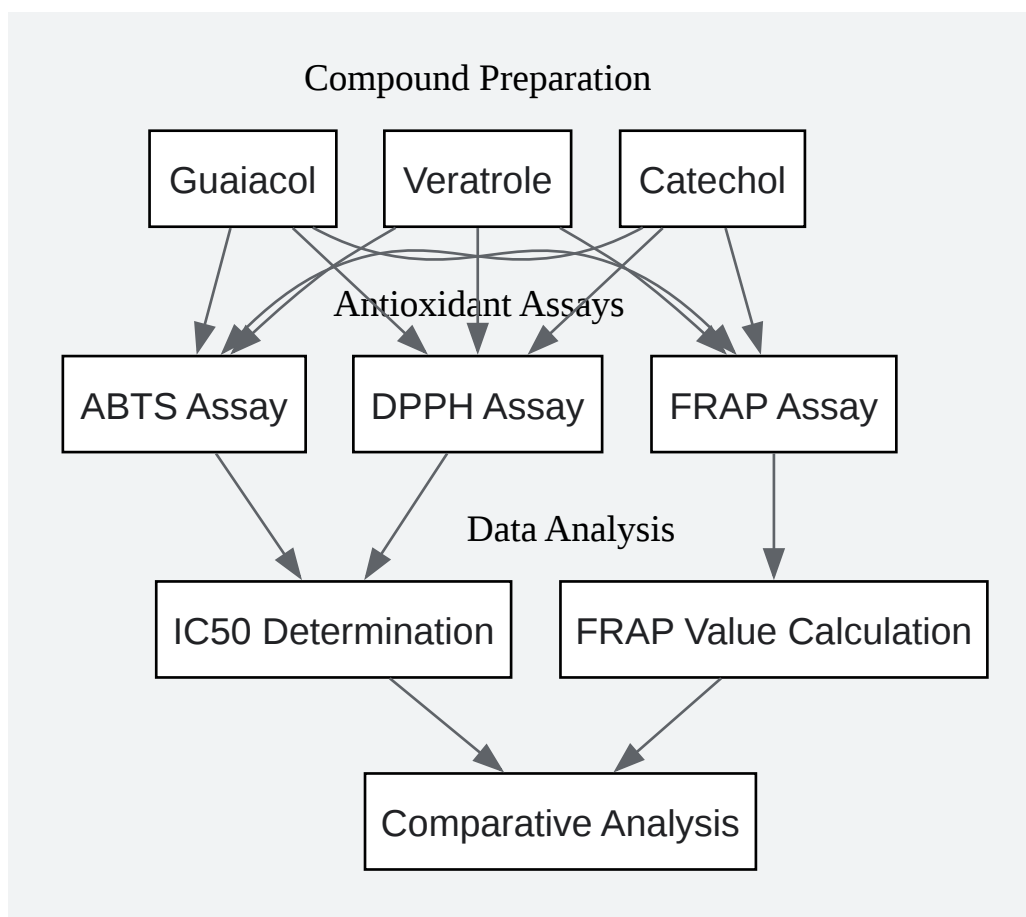 Compound Preparation
Guaiacol
Veratrole
Catechol
Antioxidant Assays
ABTS Assay
DPPH Assay
FRAP Assay
Data Analysis
IC50 Determination
FRAP Value Calculation
Comparative Analysis